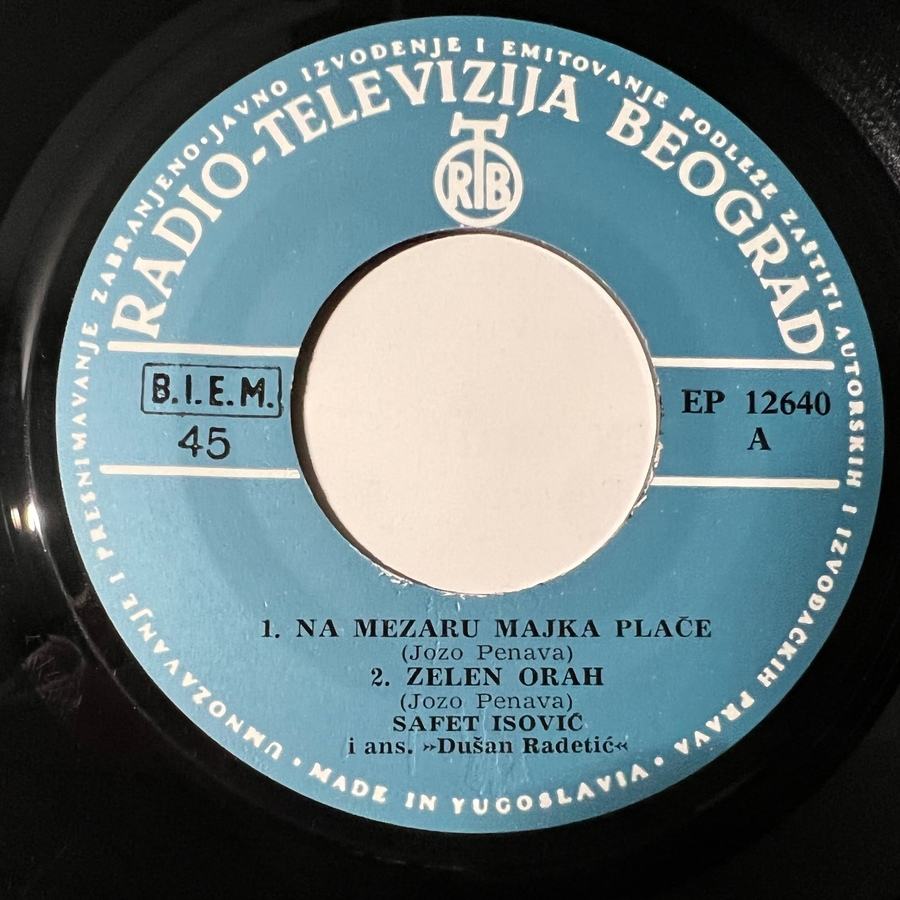 UMNOZAVANJE I PRESNIMAVANJE ZABRANJENO • JAVNO IZVOĐENJE I EMITOVANJE PODLEŽE ZAŠTITI AUTORSKIH I IZVOĐAČKIH PRAVA • MADE IN YUGOSLAVIA •
RADIO-TELEVIZIJA BEOGRAD
RTB
B.I.E.M.
45
EP 12640
A
1. NA MEZARU MAJKA PLAČE
(Jozo Penava)
2. ZELEN ORAH
(Jozo Penava)
SAFET ISOVIĆ
i ans. »Dušan Radetić«